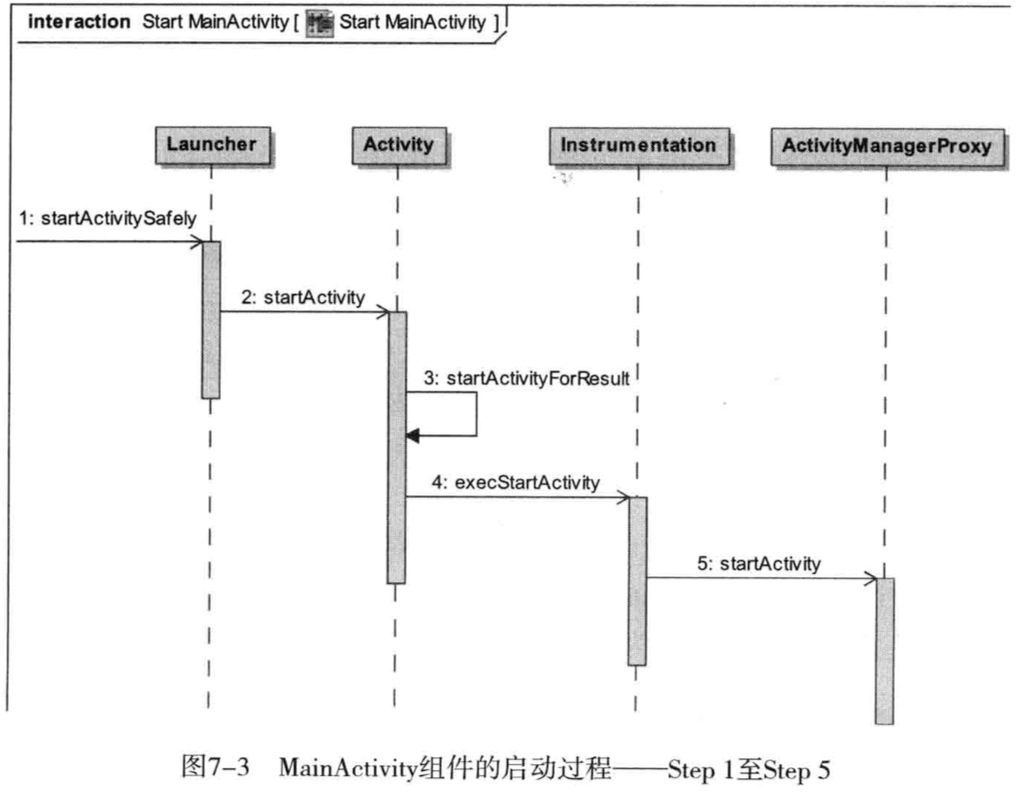 interaction Start MainActivity [ Start MainActivity ]
Launcher
Activity
Instrumentation
ActivityManagerProxy
1: startActivitySafely
2: startActivity
3: startActivityForResult
4: execStartActivity
5: startActivity
图7-3 MainActivity组件的启动过程——Step 1至Step 5